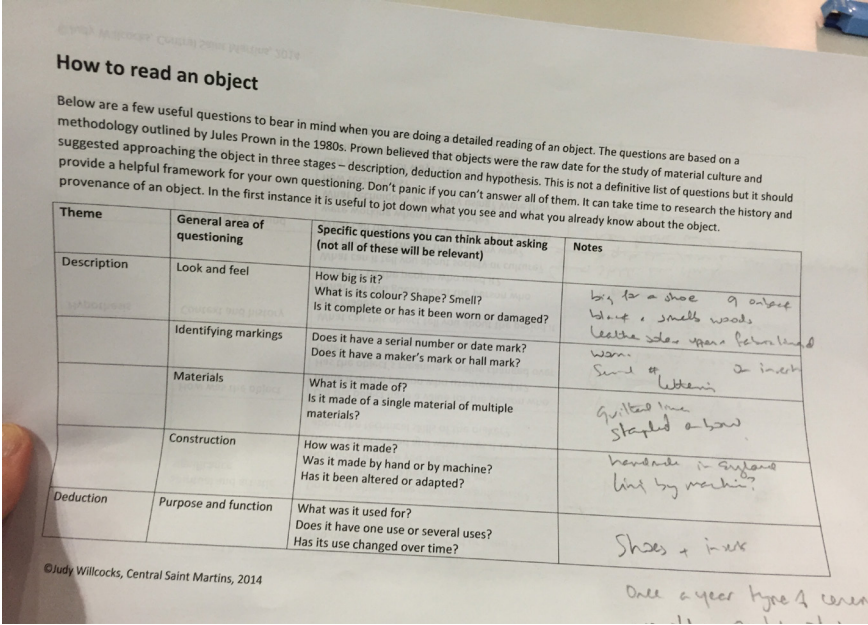 How to read an object
Below are a few useful questions to bear in mind when you are doing a detailed reading of an object. The questions are based on a
methodology outlined by Jules Prown in the 1980s. Prown believed that objects were the raw date for the study of material culture and
suggested approaching the object in three stages – description, deduction and hypothesis. This is not a definitive list of questions but it should
provide a helpful framework for your own questioning. Don't panic if you can't answer all of them. It can take time to research the history and
provenance of an object. In the first instance it is useful to jot down what you see and what you already know about the object.
Theme
General area of
questioning
Specific questions you can think about asking
(not all of these will be relevant)
Notes
Description
Look and feel
How big is it?
What is its colour? Shape? Smell?
Is it complete or has it been worn or damaged?
big for a shoe
black + smells woods
worn.
Identifying markings
Does it have a serial number or date mark?
Does it have a maker's mark or hall mark?
Materials
What is it made of?
Is it made of a single material of multiple
materials?
quilted
stapled bow
Construction
How was it made?
Was it made by hand or by machine?
Has it been altered or adapted?
handmade in England
by machine?
Deduction
Purpose and function
What was it used for?
Does it have one use or several uses?
Has its use changed over time?
Shoes +
©Judy Willcocks, Central Saint Martins, 2014
Once a year type of